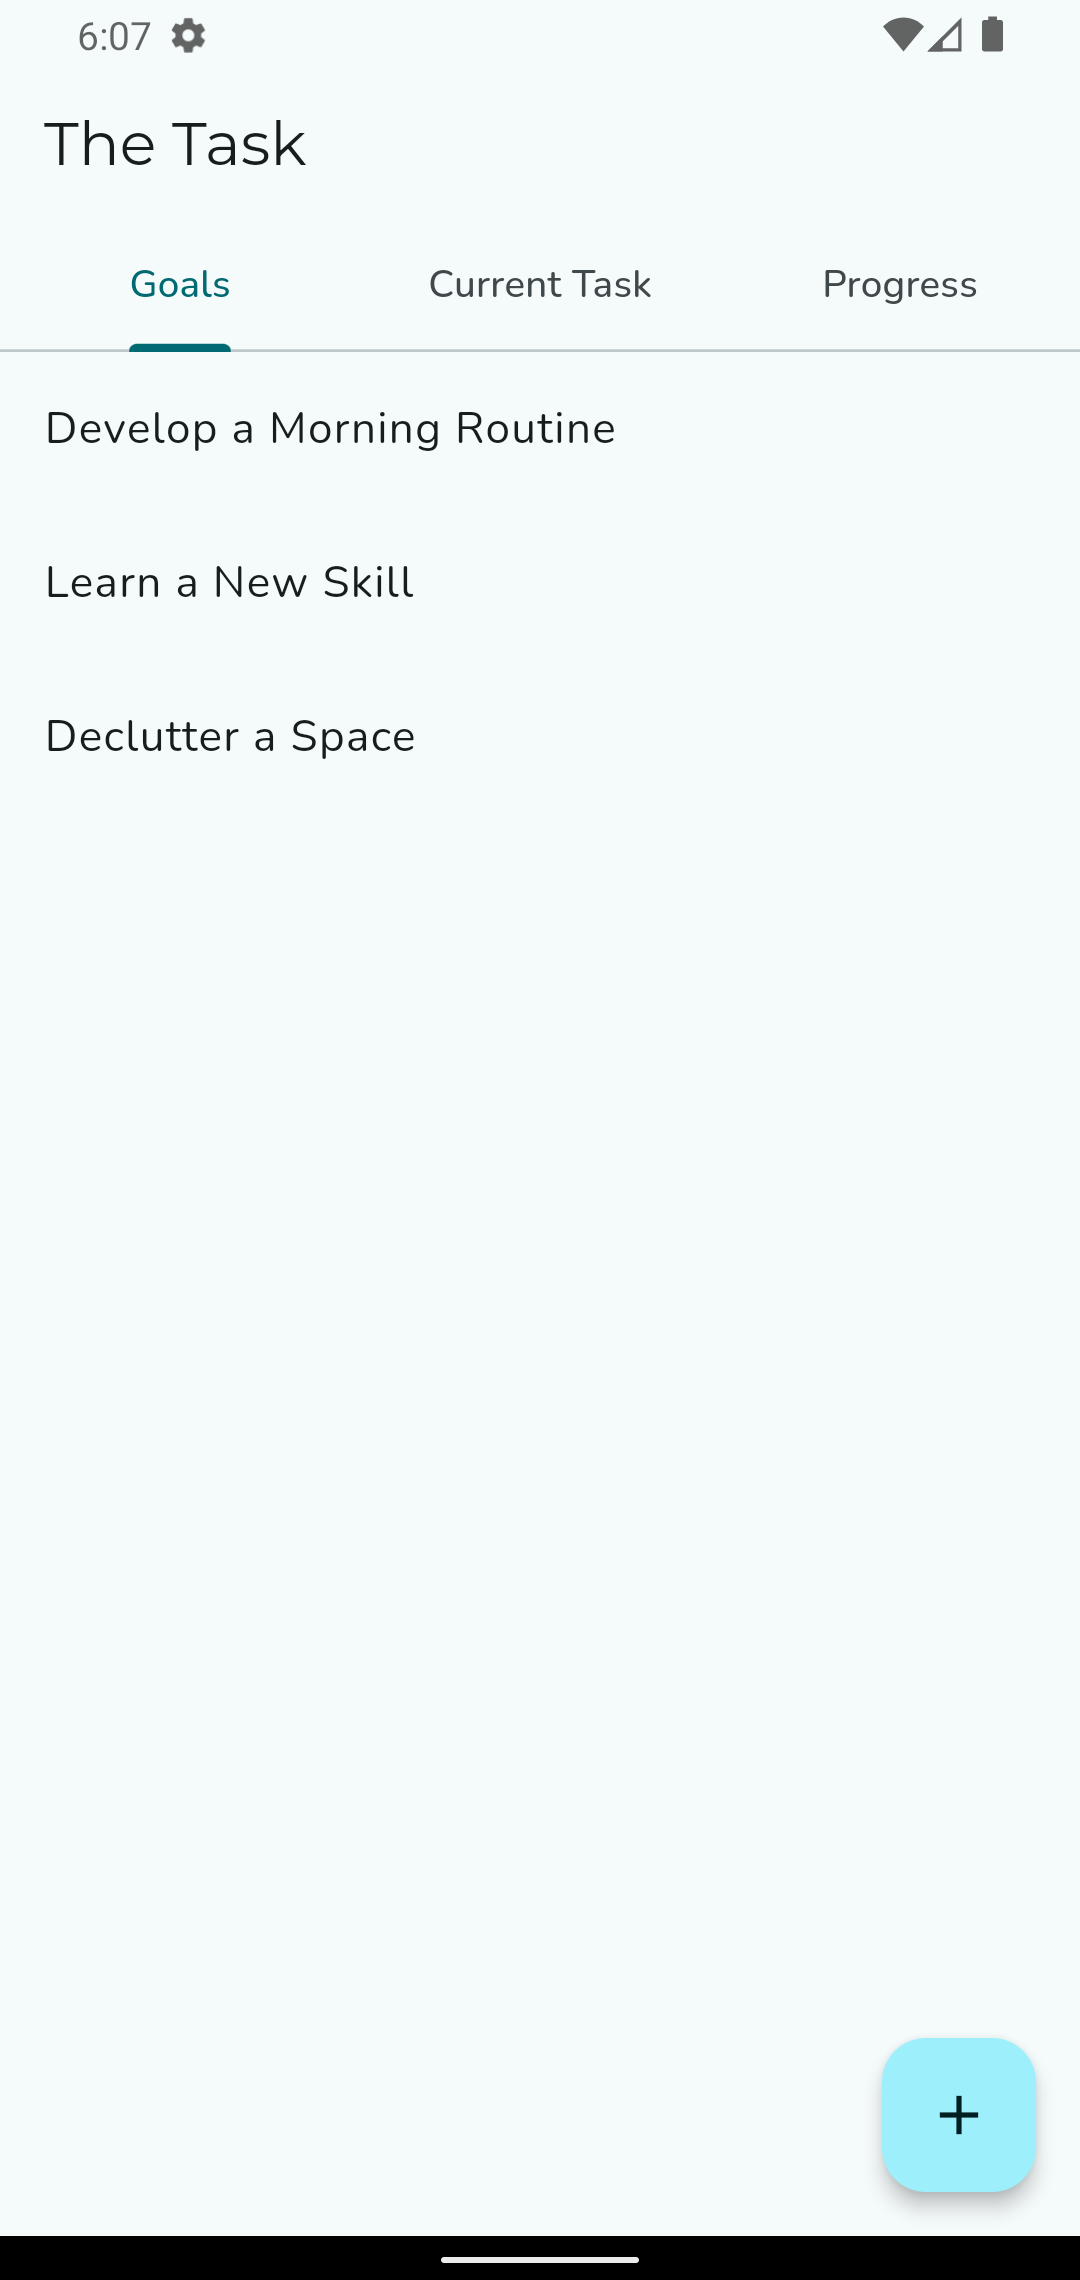 6:07
The Task
Goals
Current Task
Progress
Develop a Morning Routine
Learn a New Skill
Declutter a Space